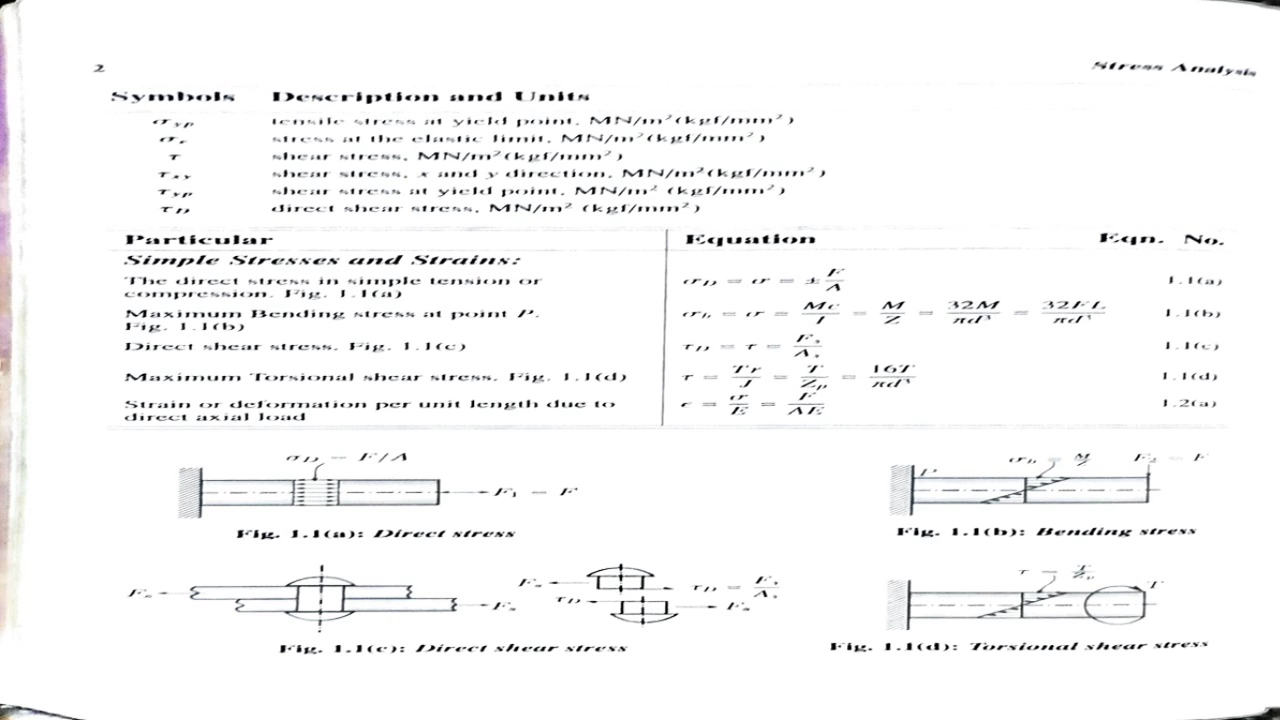 2
Stress Analysis
Symbols Description and Units
σyp tensile stress at yield point, MN/m² (kgf/mm²)
σe stress at the elastic limit, MN/m² (kgf/mm²)
τ shear stress, MN/m² (kgf/mm²)
τxy shear stress, x and y direction, MN/m² (kgf/mm²)
τyp shear stress at yield point, MN/m² (kgf/mm²)
τD direct shear stress, MN/m² (kgf/mm²)
Particular Equation Eqn. No.
Simple Stresses and Strains:
The direct stress in simple tension or
compression. Fig. 1.1(a)
σD = σ = ± F/A 1.1(a)
Maximum Bending stress at point P.
Fig. 1.1(b)
σb = σ = Mc/I = M/Z = 32M/πd³ = 32FL/πd³ 1.1(b)
Direct shear stress. Fig. 1.1(c) τD = τ = Fs/As 1.1(c)
Maximum Torsional shear stress. Fig. 1.1(d) τ = Tr/J = T/Zp = 16T/πd³ 1.1(d)
Strain or deformation per unit length due to
direct axial load
ε = σ/E = F/AE 1.2(a)
σD = F/A
F1 = F
Fig. 1.1(a): Direct stress
P
σb = M/Z
F2 = F
Fig. 1.1(b): Bending stress
Fs
Fs
Fs
τD
τD = Fs/As
Fs
Fig. 1.1(c): Direct shear stress
τ = T/Zp
T
Fig. 1.1(d): Torsional shear stress